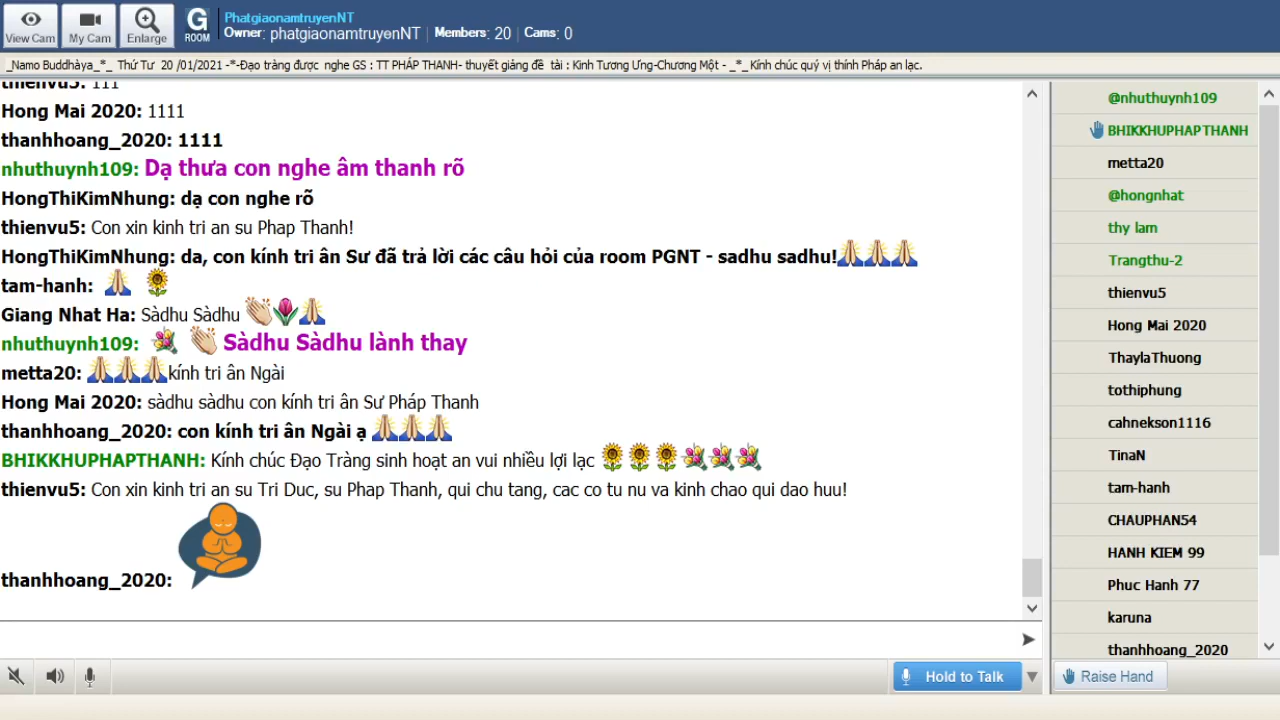 View Cam
My Cam
Enlarge
G
ROOM
PhatgiaonamtruyenNT
Owner: phatgiaonamtruyenNT | Members: 20 | Cams: 0
_Namo Buddhàya_*_ Thứ Tư 20 /01/2021 -*-Đạo tràng được nghe GS : TT PHÁP THANH- thuyết giảng đề tài : Kinh Tương Ưng-Chương Một - _*_Kính chúc quý vị thính Pháp an lạc.
thienvu5: 111
Hong Mai 2020: 1111
thanhhoang_2020: 1111
nhuthuynh109: Dạ thưa con nghe âm thanh rõ
HongThiKimNhung: dạ con nghe rõ
thienvu5: Con xin kinh tri an su Phap Thanh!
HongThiKimNhung: da, con kính tri ân Sư đã trả lời các câu hỏi của room PGNT - sadhu sadhu!
tam-hanh:
Giang Nhat Ha: Sàdhu Sàdhu
nhuthuynh109: Sàdhu Sàdhu lành thay
metta20: kính tri ân Ngài
Hong Mai 2020: sàdhu sàdhu con kính tri ân Sư Pháp Thanh
thanhhoang_2020: con kính tri ân Ngài ạ
BHIKKHUPHAPTHANH: Kính chúc Đạo Tràng sinh hoạt an vui nhiều lợi lạc
thienvu5: Con xin kinh tri an su Tri Duc, su Phap Thanh, qui chu tang, cac co tu nu va kinh chao qui dao huu!
thanhhoang_2020:
@nhuthuynh109
BHIKKHUPHAPTHANH
metta20
@hongnhat
thy lam
Trangthu-2
thienvu5
Hong Mai 2020
ThaylaThuong
tothiphung
cahnekson1116
TinaN
tam-hanh
CHAUPHAN54
HANH KIEM 99
Phuc Hanh 77
karuna
thanhhoang_2020
Hold to Talk
Raise Hand